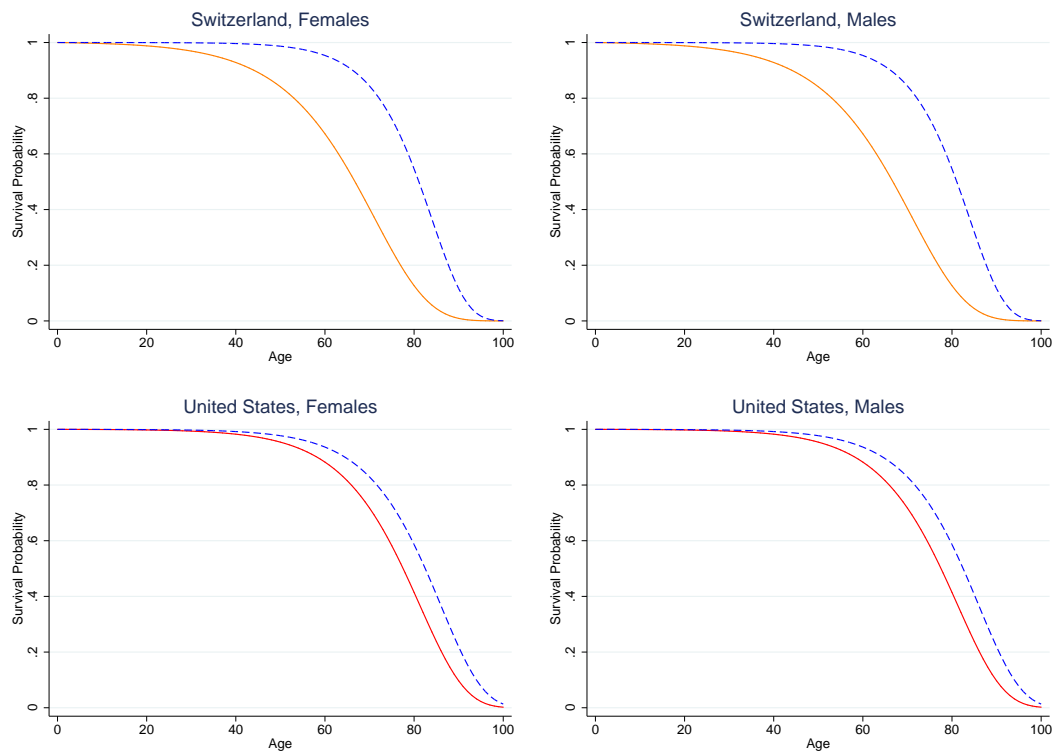 Switzerland, Females
Survival Probability
1
.8
.6
.4
.2
0
0 20 40 60 80 100
Age
Switzerland, Males
Survival Probability
1
.8
.6
.4
.2
0
0 20 40 60 80 100
Age
United States, Females
Survival Probability
1
.8
.6
.4
.2
0
0 20 40 60 80 100
Age
United States, Males
Survival Probability
1
.8
.6
.4
.2
0
0 20 40 60 80 100
Age